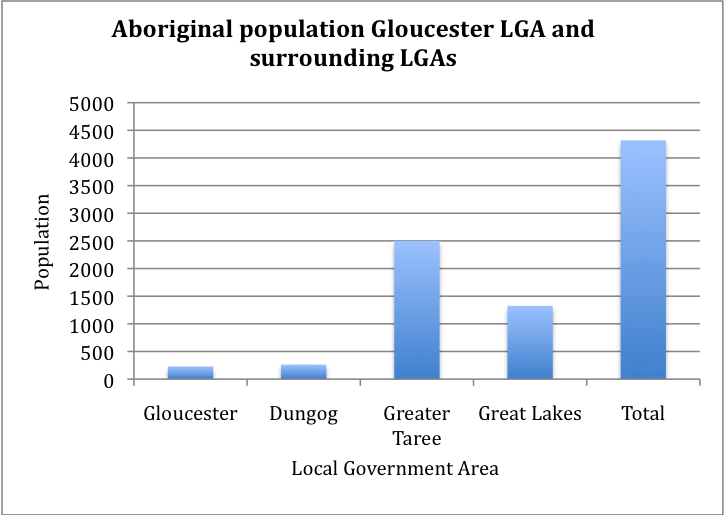 Aboriginal population Gloucester LGA and
surrounding LGAs
5000
4500
4000
3500
3000
2500
2000
1500
1000
500
0
Population
Gloucester
Dungog
Greater
Taree
Great Lakes
Total
Local Government Area